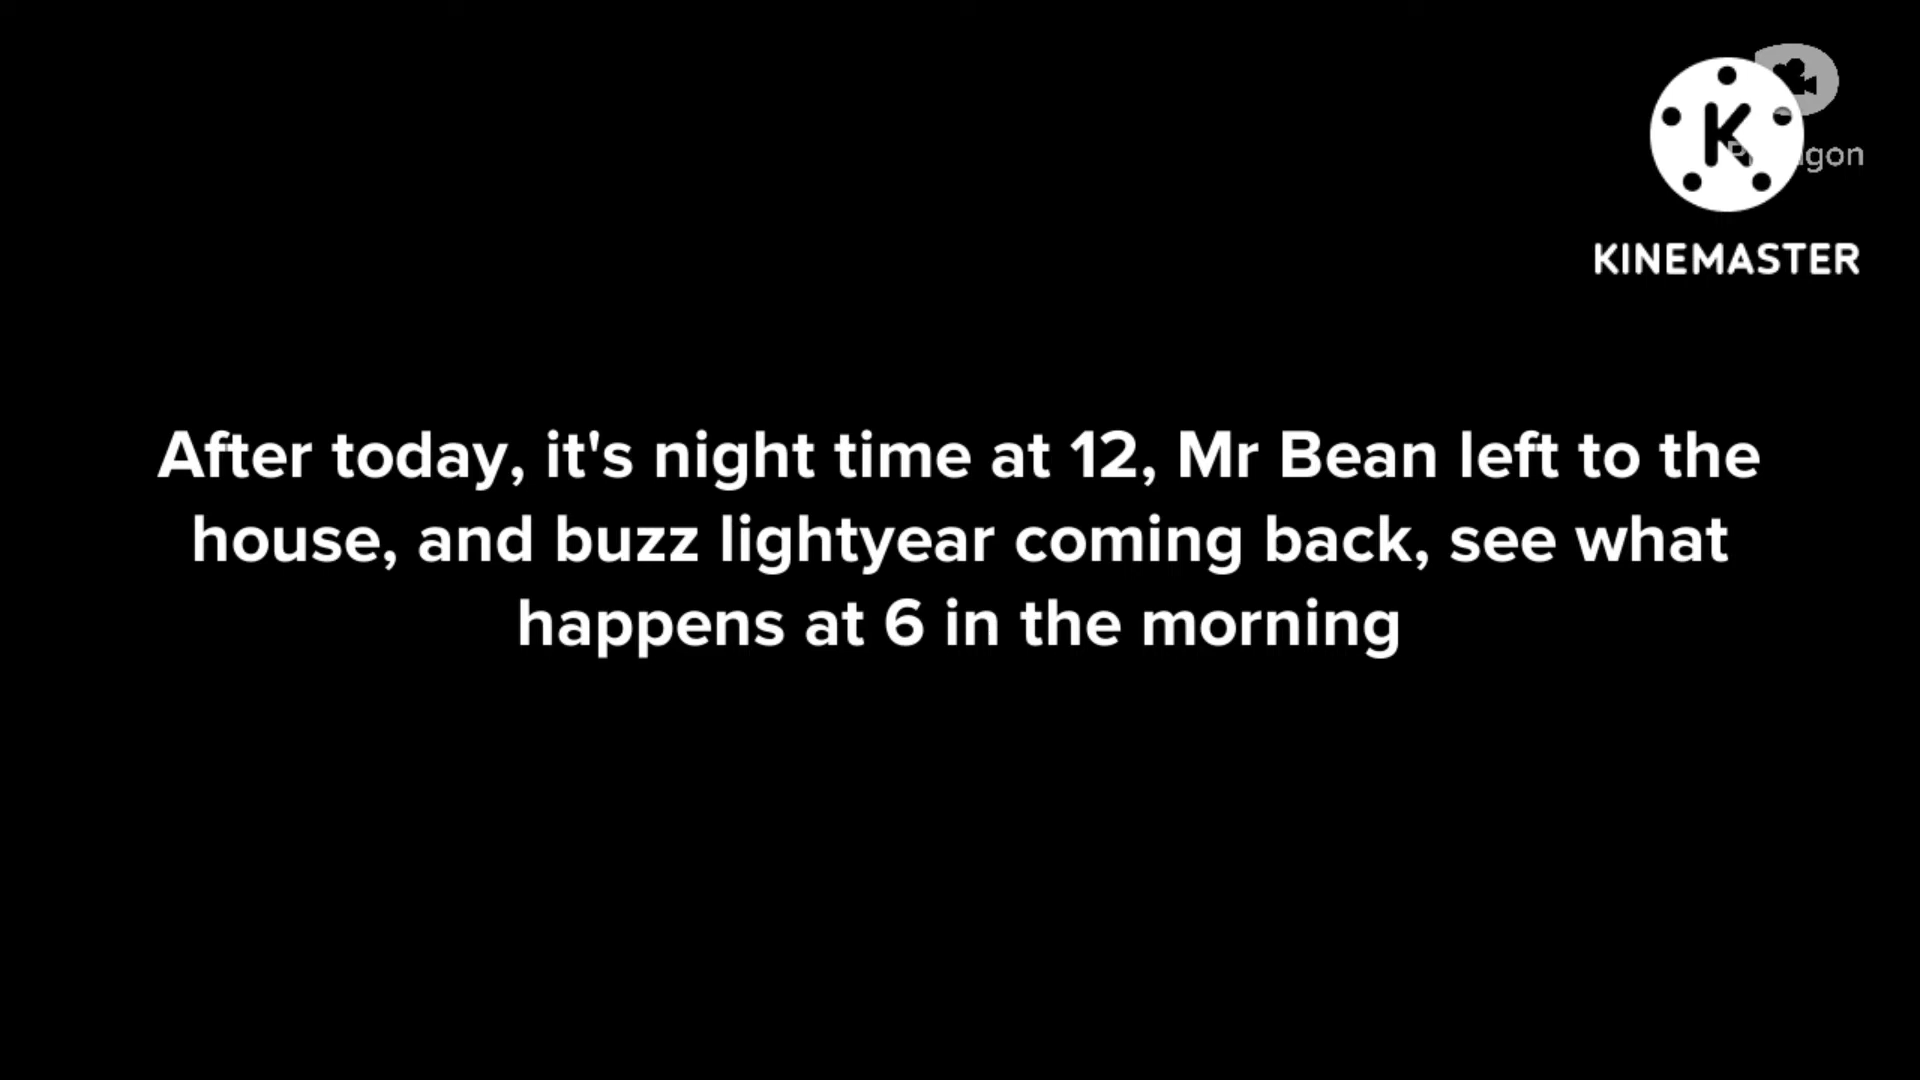 K
gon
KINEMASTER
After today, it's night time at 12, Mr Bean left to the
house, and buzz lightyear coming back, see what
happens at 6 in the morning